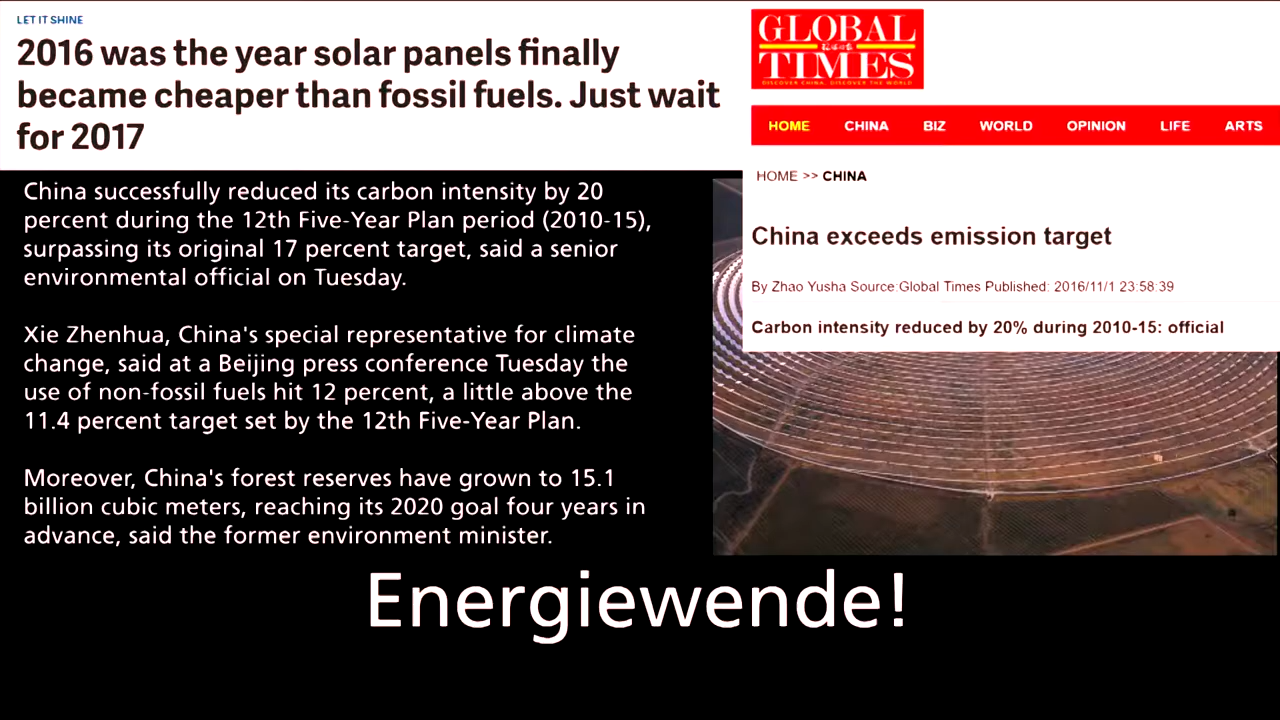 LET IT SHINE
2016 was the year solar panels finally
became cheaper than fossil fuels. Just wait
for 2017
China successfully reduced its carbon intensity by 20
percent during the 12th Five-Year Plan period (2010-15),
surpassing its original 17 percent target, said a senior
environmental official on Tuesday.
Xie Zhenhua, China's special representative for climate
change, said at a Beijing press conference Tuesday the
use of non-fossil fuels hit 12 percent, a little above the
11.4 percent target set by the 12th Five-Year Plan.
Moreover, China's forest reserves have grown to 15.1
billion cubic meters, reaching its 2020 goal four years in
advance, said the former environment minister.
GLOBAL
TIMES
DISCOVER CHINA, DISCOVER THE WORLD
HOME CHINA BIZ WORLD OPINION LIFE ARTS
HOME >> CHINA
China exceeds emission target
By Zhao Yusha Source:Global Times Published: 2016/11/1 23:58:39
Carbon intensity reduced by 20% during 2010-15: official
Energiewende!